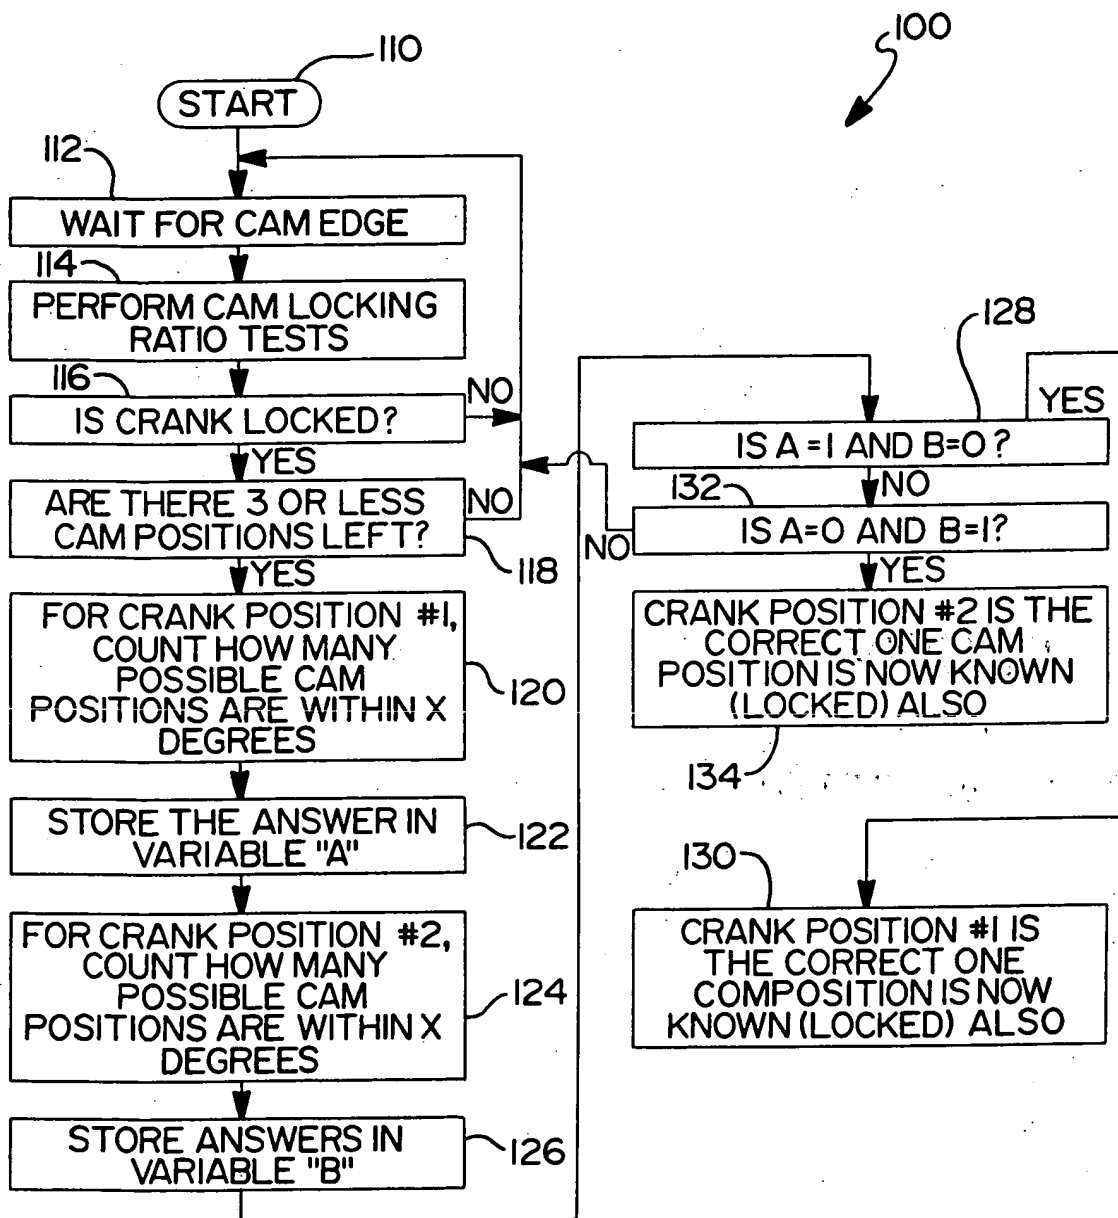 100
110
START
112
WAIT FOR CAM EDGE
114
PERFORM CAM LOCKING
RATIO TESTS
116
IS CRANK LOCKED?
NO
YES
ARE THERE 3 OR LESS
CAM POSITIONS LEFT?
NO
118
YES
FOR CRANK POSITION #1,
COUNT HOW MANY
POSSIBLE CAM
POSITIONS ARE WITHIN X
DEGREES
120
STORE THE ANSWER IN
VARIABLE "A"
122
FOR CRANK POSITION #2,
COUNT HOW MANY
POSSIBLE CAM
POSITIONS ARE WITHIN X
DEGREES
124
STORE ANSWERS IN
VARIABLE "B"
126
128
YES
IS A=1 AND B=0?
NO
132
IS A=0 AND B=1?
NO
YES
CRANK POSITION #2 IS THE
CORRECT ONE CAM
POSITION IS NOW KNOWN
(LOCKED) ALSO
134
130
CRANK POSITION #1 IS
THE CORRECT ONE
COMPOSITION IS NOW
KNOWN (LOCKED) ALSO